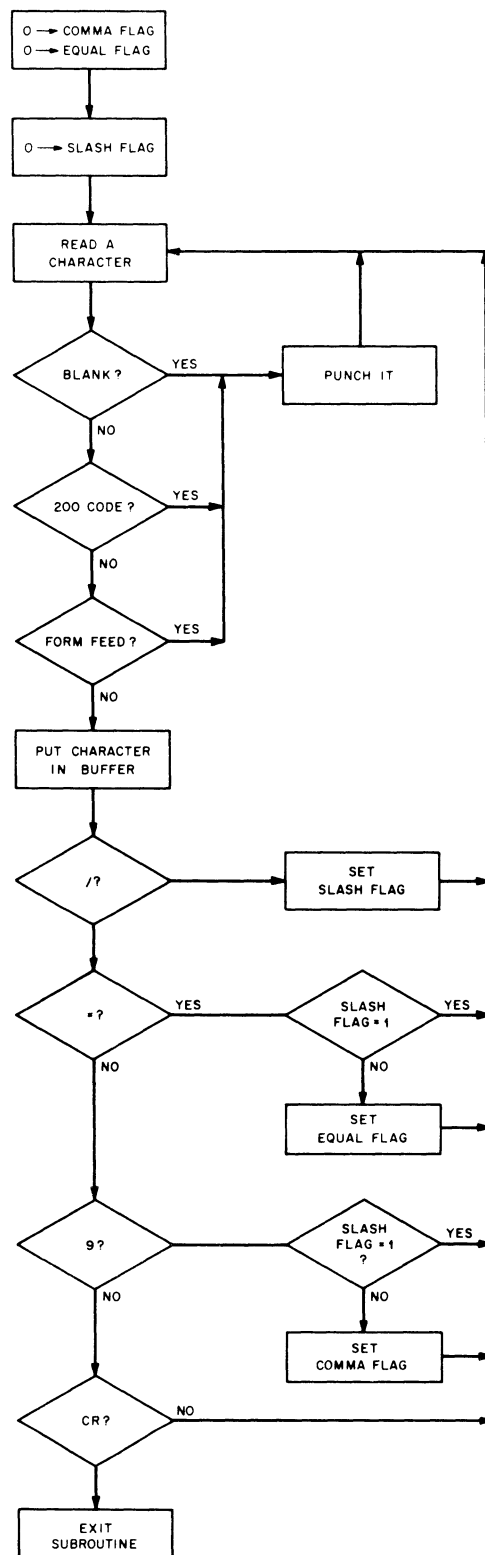 0 → COMMA FLAG
0 → EQUAL FLAG
0 → SLASH FLAG
READ A
CHARACTER
BLANK?
YES
PUNCH IT
NO
200 CODE?
YES
NO
FORM FEED?
YES
NO
PUT CHARACTER
IN BUFFER
/?
SET
SLASH FLAG
=?
YES
SLASH
FLAG=1
YES
NO
NO
SET
EQUAL FLAG
9?
SLASH
FLAG=1
?
YES
NO
NO
SET
COMMA FLAG
CR?
NO
EXIT
SUBROUTINE